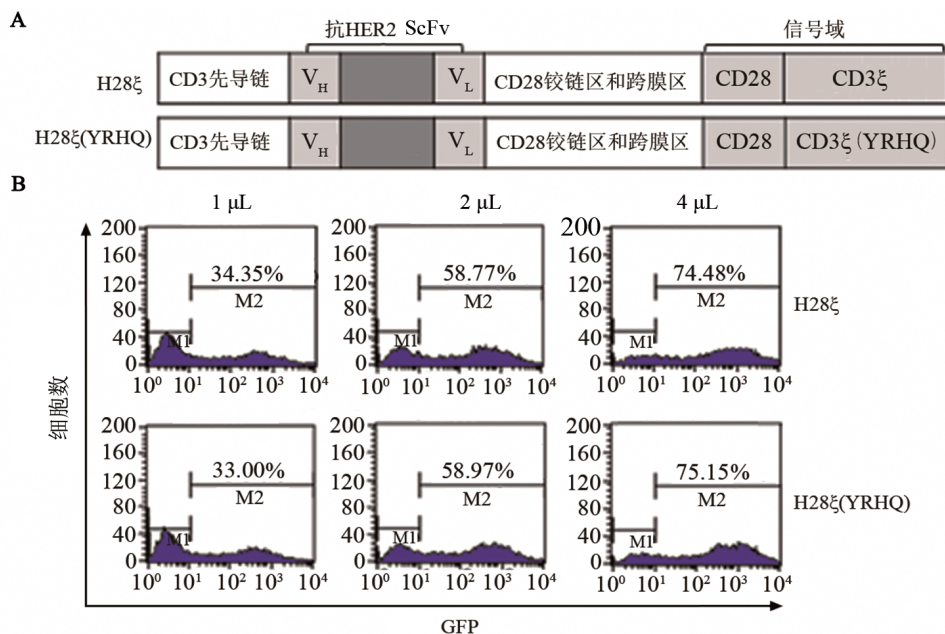 A
抗HER2 ScFv
信号域
H28ξ
CD3先导链 VH VL CD28铰链区和跨膜区 CD28 CD3ξ
H28ξ(YRHQ)
CD3先导链 VH VL CD28铰链区和跨膜区 CD28 CD3ξ(YRHQ)
B
1 μL 2 μL 4 μL
200 160 120 80 40 0
34.35%
M2
M1
10⁰ 10¹ 10² 10³ 10⁴
200 160 120 80 40 0
58.77%
M2
M1
10⁰ 10¹ 10² 10³ 10⁴
200 160 120 80 40 0
74.48%
M2
M1
10⁰ 10¹ 10² 10³ 10⁴
H28ξ
200 160 120 80 40 0
33.00%
M2
M1
10⁰ 10¹ 10² 10³ 10⁴
200 160 120 80 40 0
58.97%
M2
M1
10⁰ 10¹ 10² 10³ 10⁴
200 160 120 80 40 0
75.15%
M2
M1
10⁰ 10¹ 10² 10³ 10⁴
H28ξ(YRHQ)
细胞数
GFP